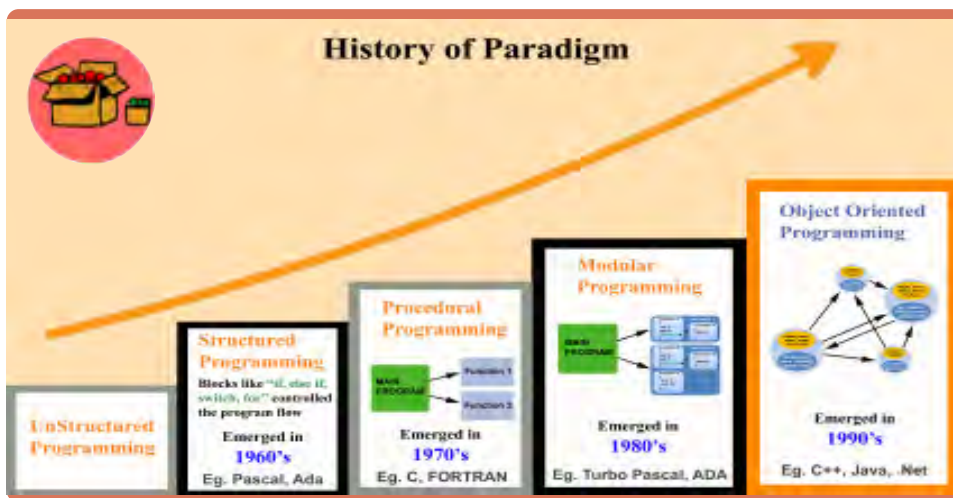 History of Paradigm
UnStructured
Programming
Structured
Programming
Blocks like "if, else if,
switch, for" controlled
the program flow
Emerged in
1960's
Eg. Pascal, Ada
Procedural
Programming
MAIN
PROGRAM
Function 1
Function 2
Emerged in
1970's
Eg. C, FORTRAN
Modular
Programming
MAIN
PROGRAM
Emerged in
1980's
Eg. Turbo Pascal, ADA
Object Oriented
Programming
Emerged in
1990's
Eg. C++, Java, .Net